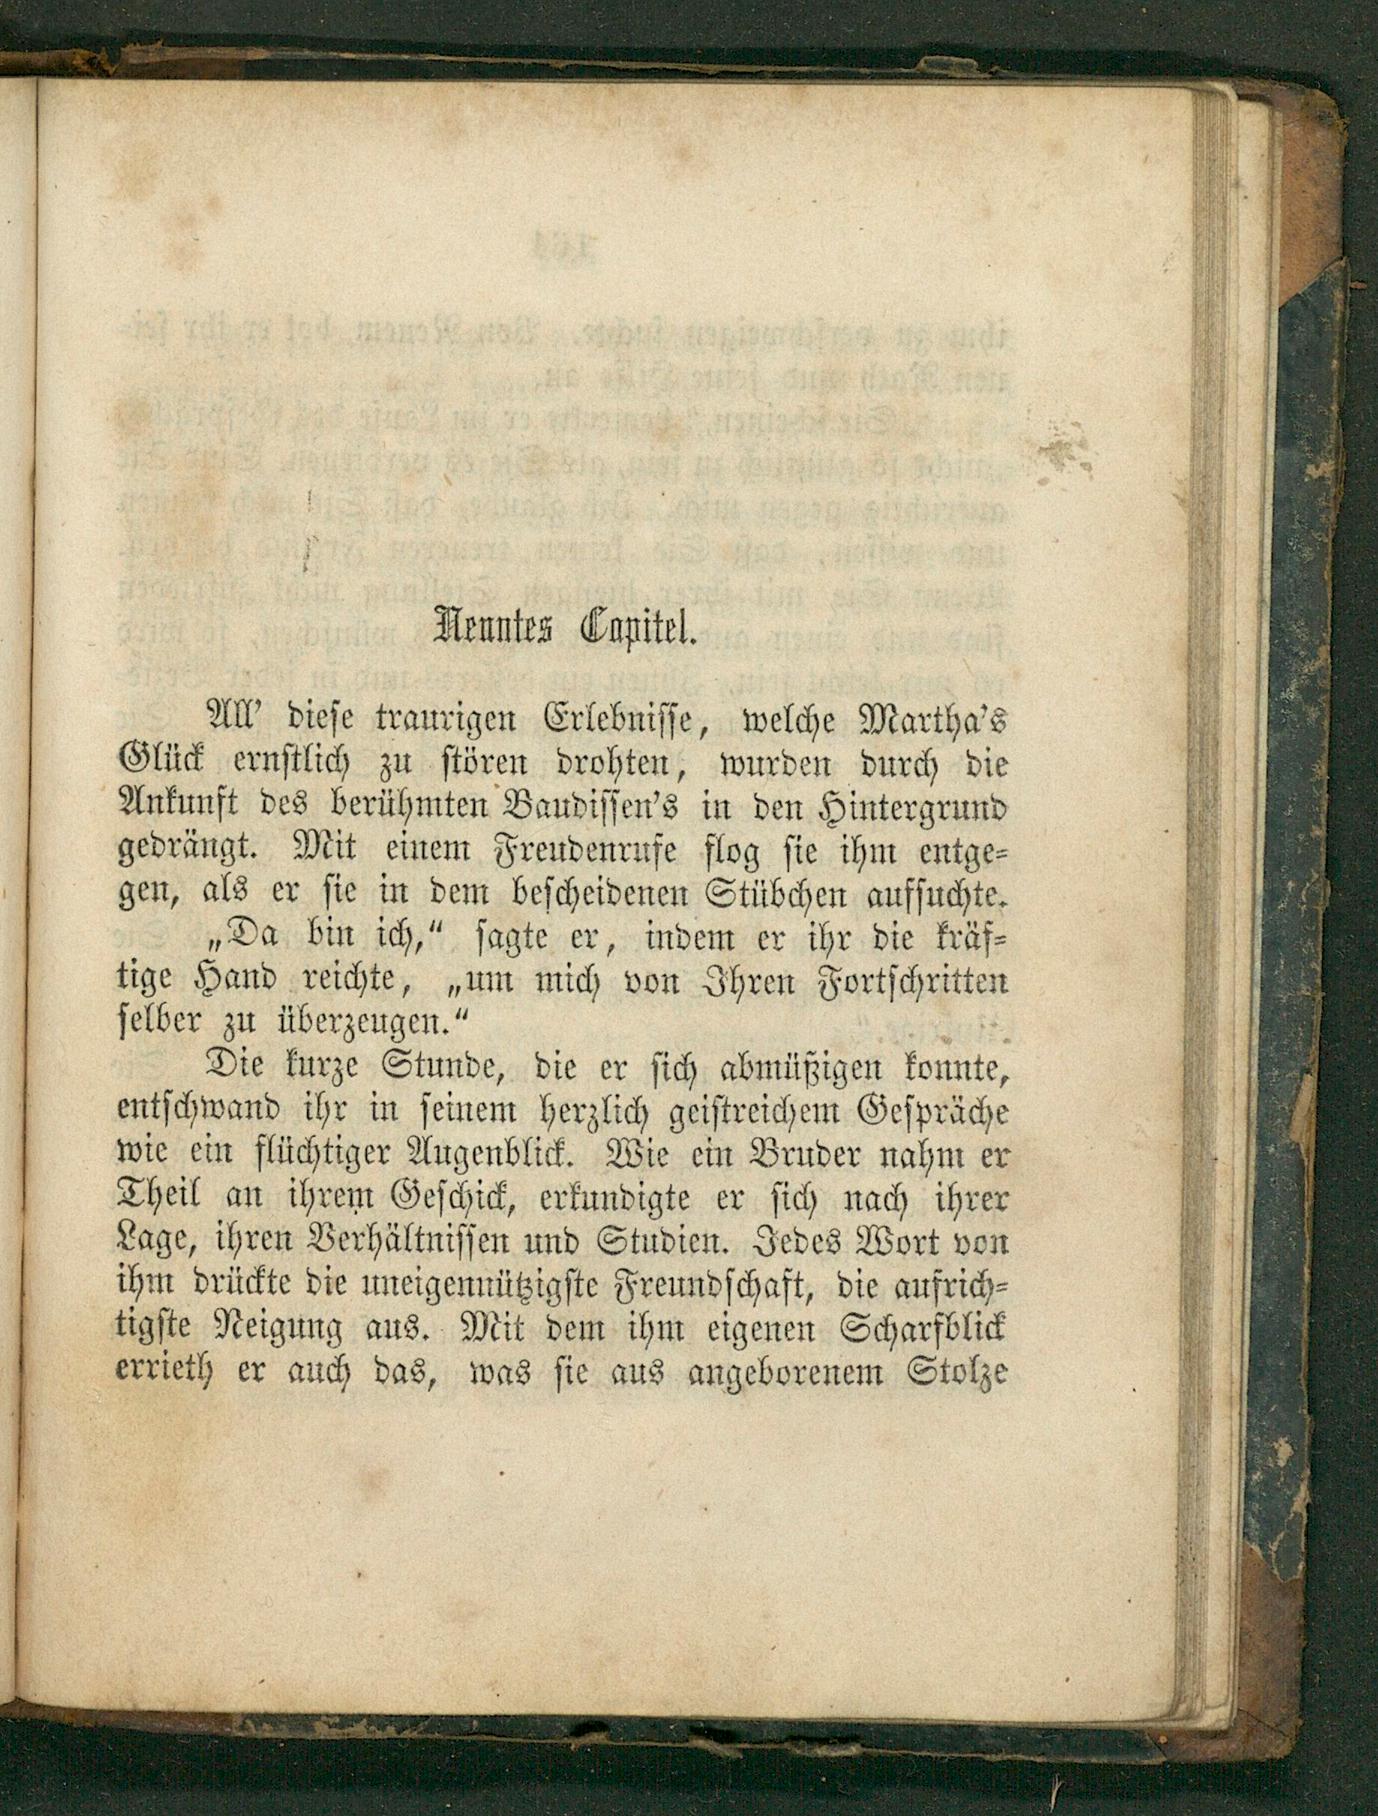 Neuntes Capitel.
All' diese traurigen Erlebnisse, welche Martha's
Glück ernstlich zu stören drohten, wurden durch die
Ankunft des berühmten Baudissen's in den Hintergrund
gedrängt. Mit einem Freudenrufe flog sie ihm entge-
gen, als er sie in dem bescheidenen Stübchen aufsuchte.
„Da bin ich,“ sagte er, indem er ihr die kräf-
tige Hand reichte, „um mich von Ihren Fortschritten
selber zu überzeugen.“
Die kurze Stunde, die er sich abmüßigen konnte,
entschwand ihr in seinem herzlich geistreichem Gespräche
wie ein flüchtiger Augenblick. Wie ein Bruder nahm er
Theil an ihrem Geschick, erkundigte er sich nach ihrer
Lage, ihren Verhältnissen und Studien. Jedes Wort von
ihm drückte die uneigennützigste Freundschaft, die aufrich-
tigste Neigung aus. Mit dem ihm eigenen Scharfblick
errieth er auch das, was sie aus angeborenem Stolze